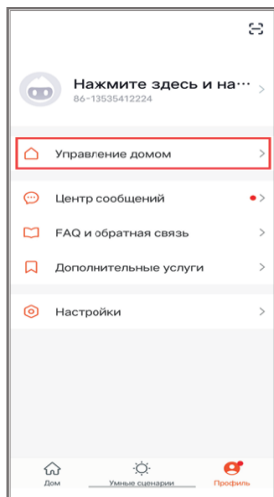 Нажмите здесь и на···
86-13535412224
Управление домом
Центр сообщений
FAQ и обратная связь
Дополнительные услуги
Настройки
Дом Умные сценарии Профиль